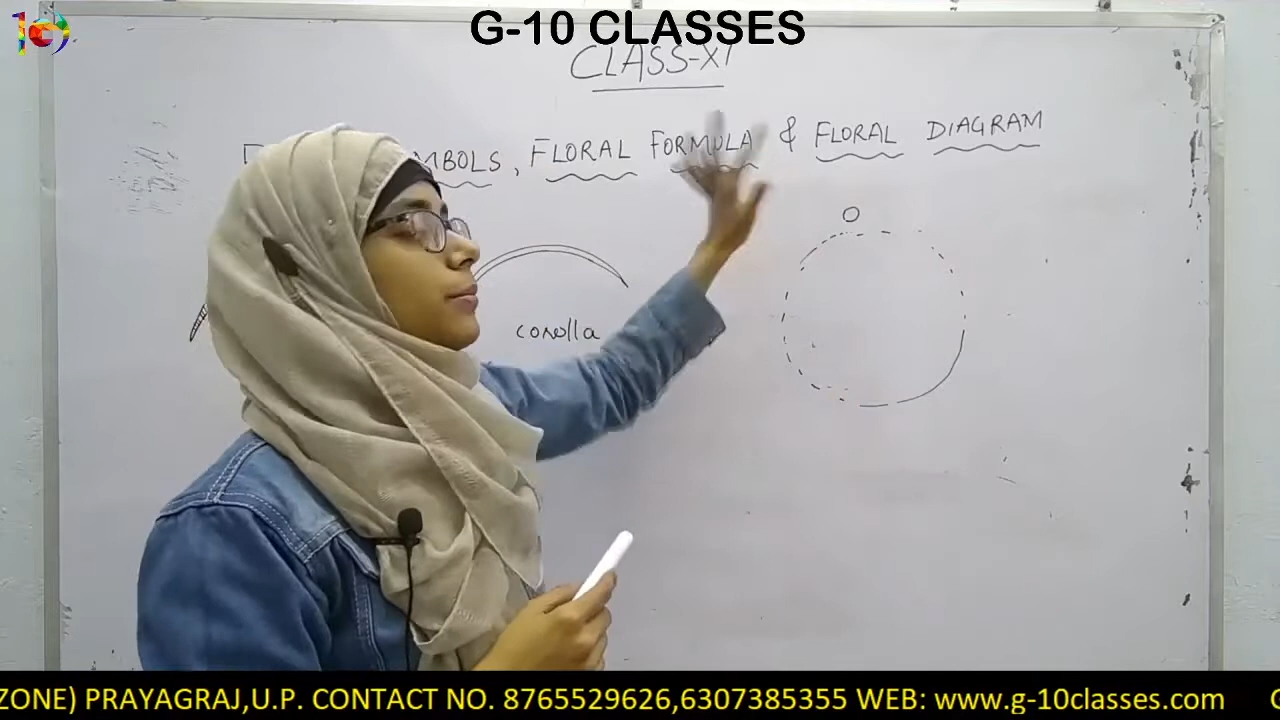 G-10 CLASSES
CLASS-XI
MBOLS, FLORAL FORMULA & FLORAL DIAGRAM
corolla
ZONE) PRAYAGRAJ,U.P. CONTACT NO. 8765529626,6307385355 WEB: www.g-10classes.com